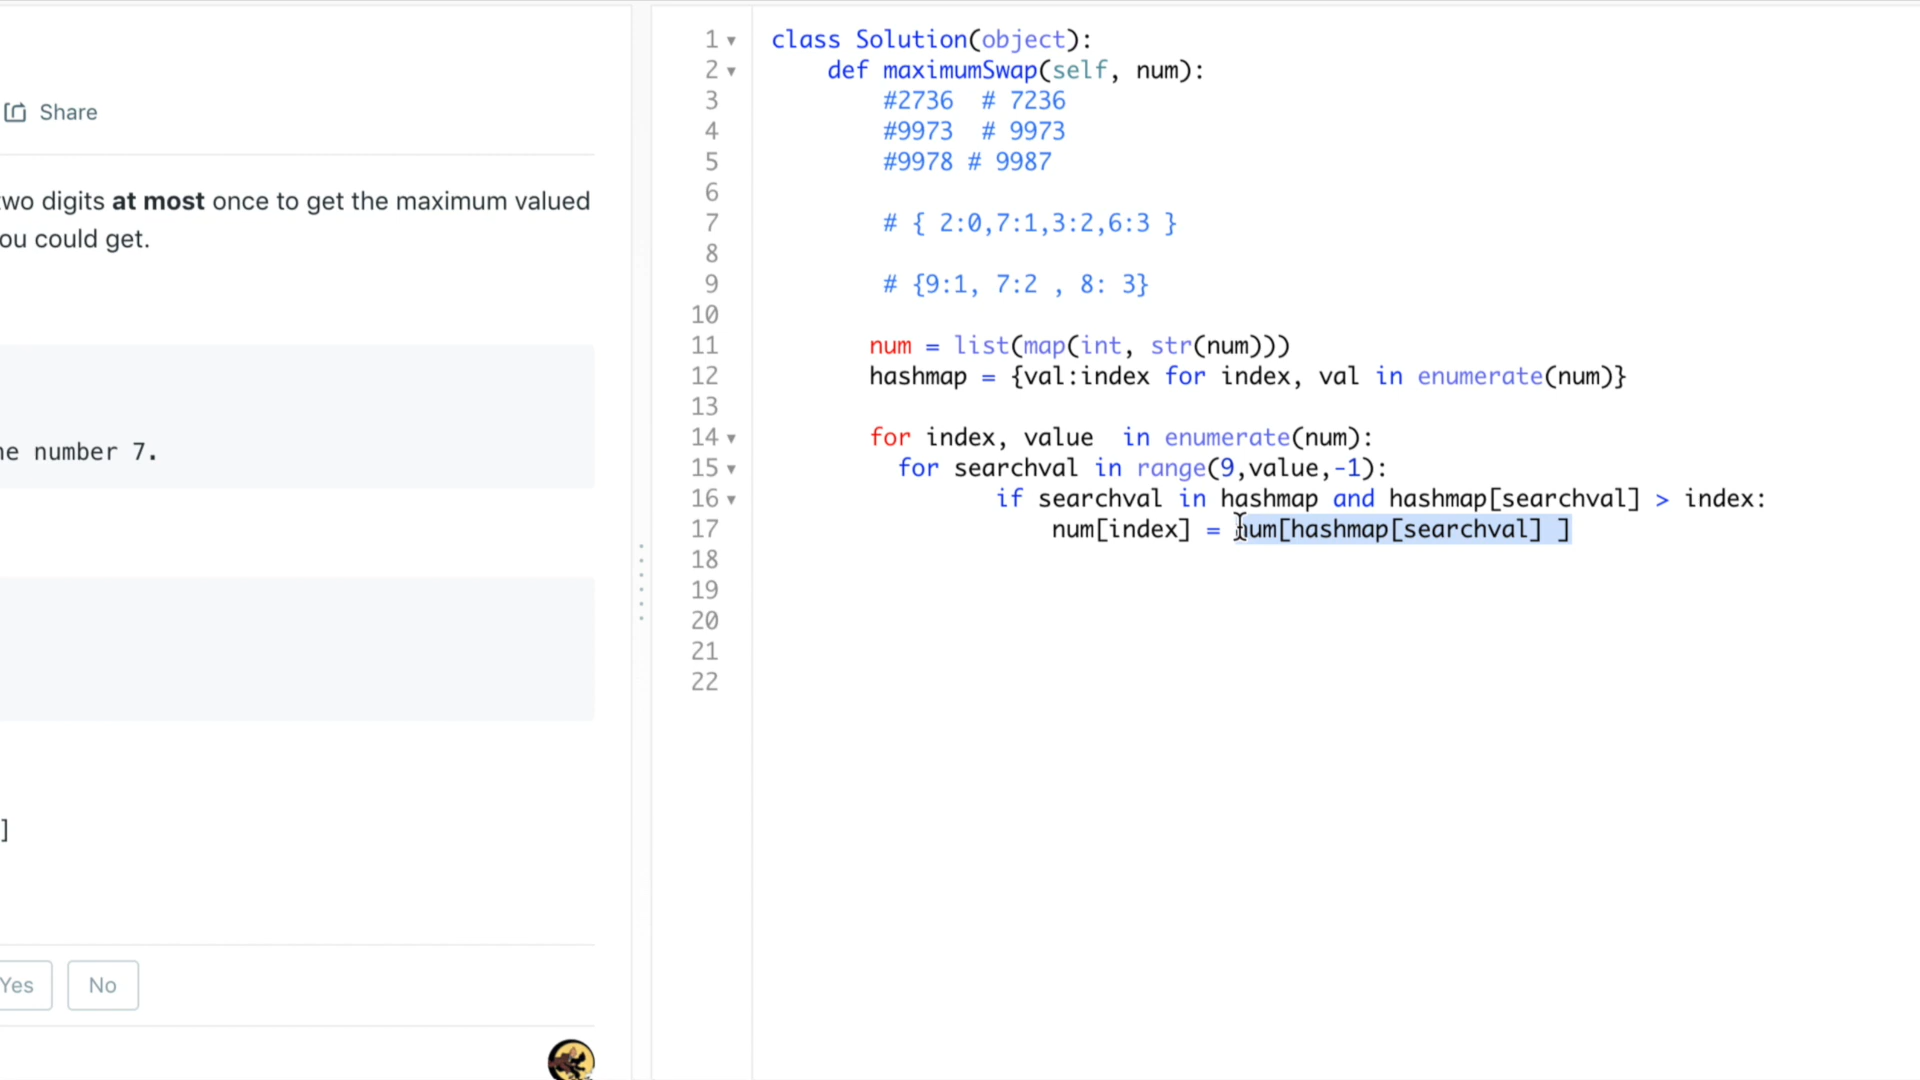 Share
two digits at most once to get the maximum valued
ou could get.
he number 7.
]
Yes No
1 class Solution(object):
2 def maximumSwap(self, num):
3 #2736 # 7236
4 #9973 # 9973
5 #9978 # 9987
6
7 # { 2:0,7:1,3:2,6:3 }
8
9 # {9:1, 7:2 , 8: 3}
10
11 num = list(map(int, str(num)))
12 hashmap = {val:index for index, val in enumerate(num)}
13
14 for index, value in enumerate(num):
15 for searchval in range(9,value,-1):
16 if searchval in hashmap and hashmap[searchval] > index:
17 num[index] = num[hashmap[searchval] ]
18
19
20
21
22